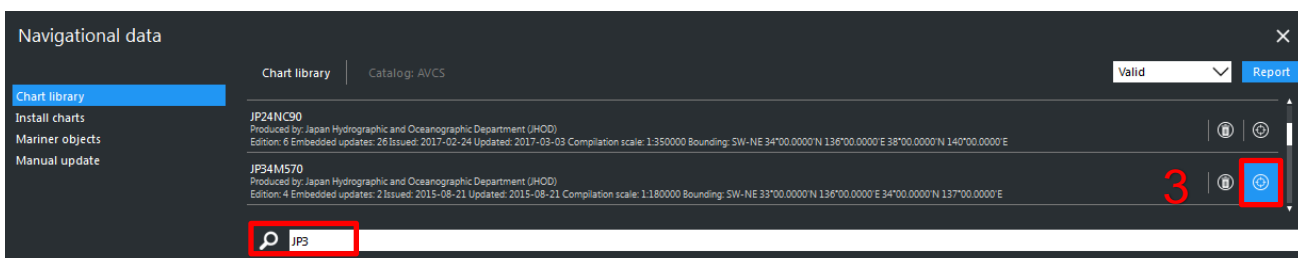 Navigational data
Chart library Catalog: AVCS Valid Report
Chart library
Install charts
Mariner objects
Manual update
JP24NC90
Produced by: Japan Hydrographic and Oceanographic Department (JHOD)
Edition: 6 Embedded updates: 26 Issued: 2017-02-24 Updated: 2017-03-03 Compilation scale: 1:350000 Bounding: SW-NE 34°00.0000'N 136°00.0000'E 38°00.0000'N 140°00.0000'E
JP34M570
Produced by: Japan Hydrographic and Oceanographic Department (JHOD)
Edition: 4 Embedded updates: 2 Issued: 2015-08-21 Updated: 2015-08-21 Compilation scale: 1:180000 Bounding: SW-NE 33°00.0000'N 136°00.0000'E 34°00.0000'N 137°00.0000'E
3
JP3